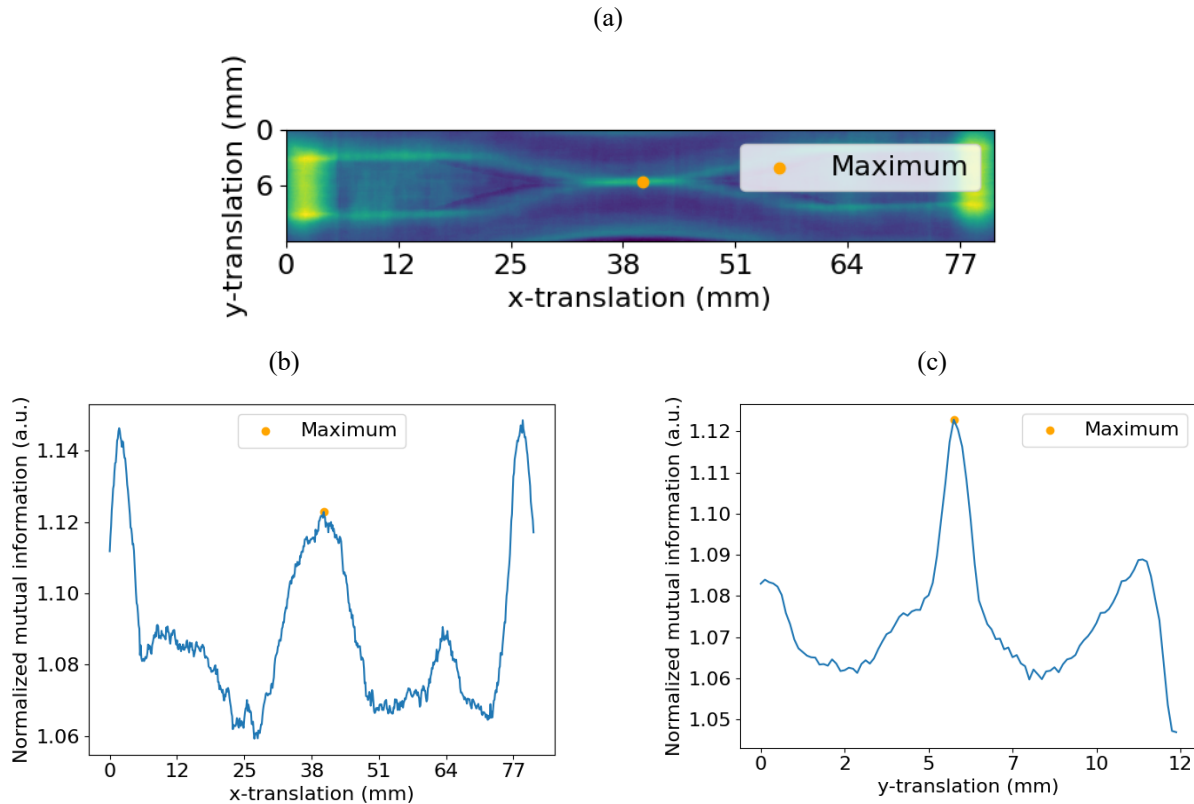 (a)
y-translation (mm)
0
6
Maximum
0 12 25 38 51 64 77
x-translation (mm)
(b)
Normalized mutual information (a.u.)
1.14
1.12
1.10
1.08
1.06
Maximum
0 12 25 38 51 64 77
x-translation (mm)
(c)
Normalized mutual information (a.u.)
1.12
1.11
1.10
1.09
1.08
1.07
1.06
1.05
Maximum
0 2 5 7 10 12
y-translation (mm)